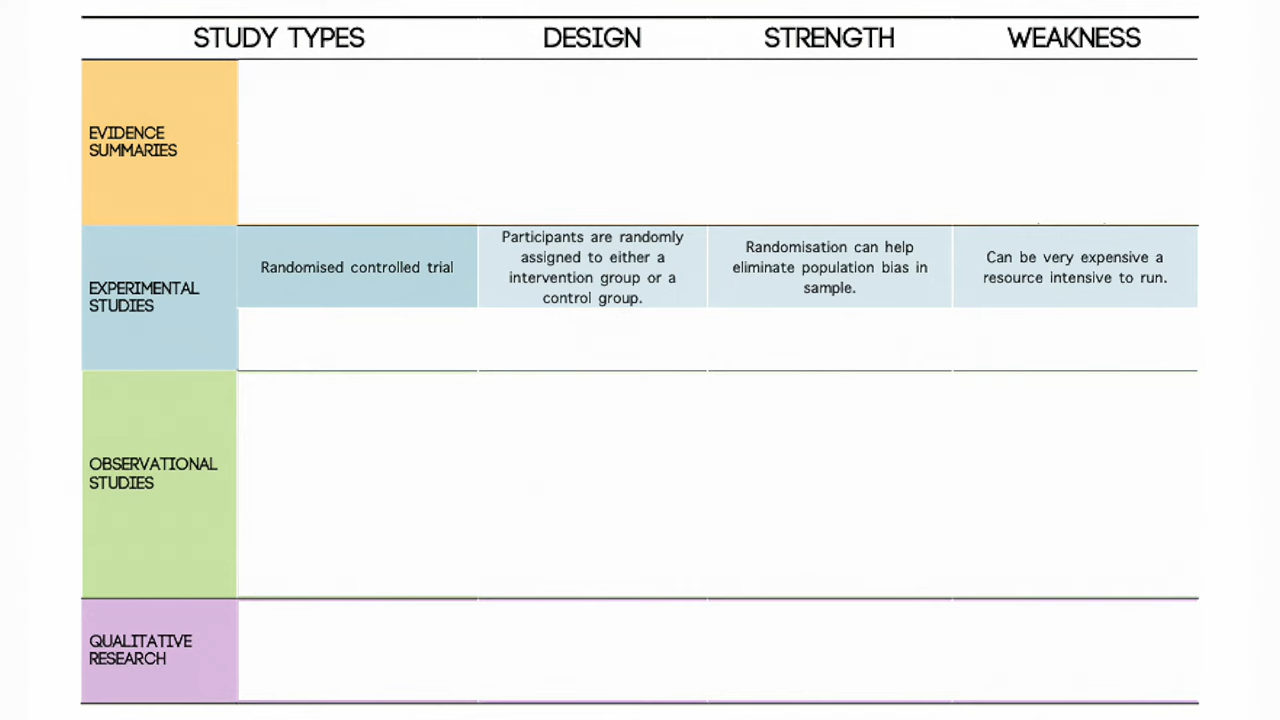 STUDY TYPES
DESIGN
STRENGTH
WEAKNESS
EVIDENCE
SUMMARIES
EXPERIMENTAL
STUDIES
Randomised controlled trial
Participants are randomly
assigned to either a
intervention group or a
control group.
Randomisation can help
eliminate population bias in
sample.
Can be very expensive a
resource intensive to run.
OBSERVATIONAL
STUDIES
QUALITATIVE
RESEARCH